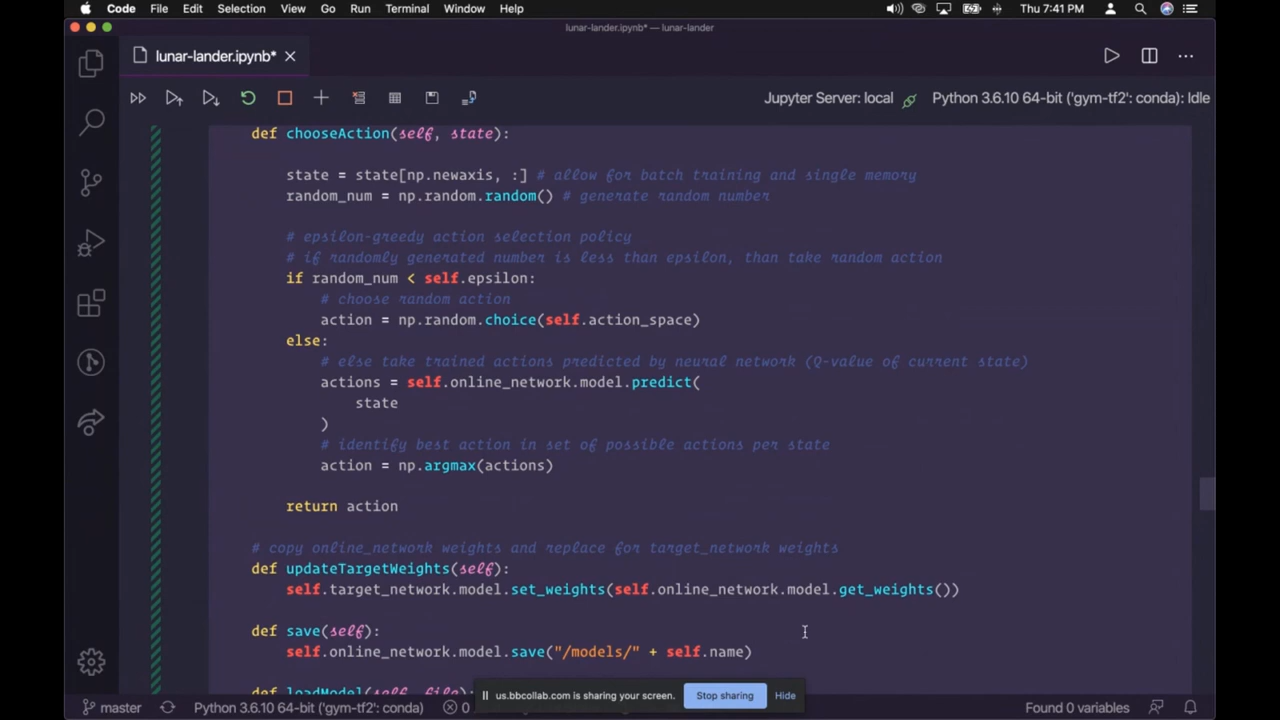 Code File Edit Selection View Go Run Terminal Window Help Thu 7:41 PM
lunar-lander.ipynb* — lunar-lander
lunar-lander.ipynb*
Jupyter Server: local Python 3.6.10 64-bit ('gym-tf2': conda): Idle
def chooseAction(self, state):
state = state[np.newaxis, :] # allow for batch training and single memory
random_num = np.random.random() # generate random number
# epsilon-greedy action selection policy
# if randomly generated number is less than epsilon, than take random action
if random_num < self.epsilon:
# choose random action
action = np.random.choice(self.action_space)
else:
# else take trained actions predicted by neural network (Q-value of current state)
actions = self.online_network.model.predict(
state
)
# identify best action in set of possible actions per state
action = np.argmax(actions)
return action
# copy online_network weights and replace for target_network weights
def updateTargetWeights(self):
self.target_network.model.set_weights(self.online_network.model.get_weights())
def save(self):
self.online_network.model.save("/models/" + self.name)
def loadModel(self, file):
us.bbcollab.com is sharing your screen. Stop sharing Hide
master Python 3.6.10 64-bit ('gym-tf2': conda) 0 Found 0 variables